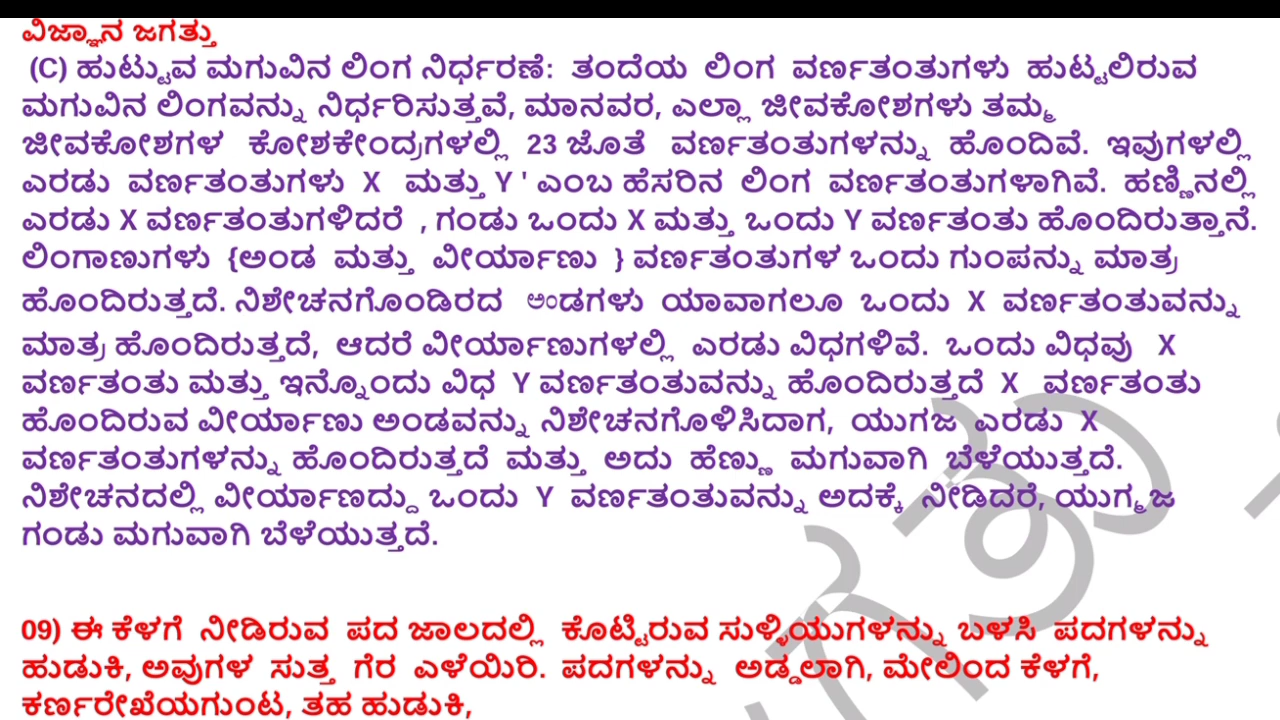 ವಿಜ್ಞಾನ ಜಗತ್ತು
(C) ಹುಟ್ಟುವ ಮಗುವಿನ ಲಿಂಗ ನಿರ್ಧರಣೆ: ತಂದೆಯ ಲಿಂಗ ವರ್ಣತಂತುಗಳು ಹುಟ್ಟಲಿರುವ
ಮಗುವಿನ ಲಿಂಗವನ್ನು ನಿರ್ಧರಿಸುತ್ತವೆ, ಮಾನವರ, ಎಲ್ಲಾ ಜೀವಕೋಶಗಳು ತಮ್ಮ
ಜೀವಕೋಶಗಳ ಕೋಶಕೇಂದ್ರಗಳಲ್ಲಿ 23 ಜೊತೆ ವರ್ಣತಂತುಗಳನ್ನು ಹೊಂದಿವೆ. ಇವುಗಳಲ್ಲಿ
ಎರಡು ವರ್ಣತಂತುಗಳು X ಮತ್ತು Y ' ಎಂಬ ಹೆಸರಿನ ಲಿಂಗ ವರ್ಣತಂತುಗಳಾಗಿವೆ. ಹಣ್ಣಿನಲ್ಲಿ
ಎರಡು X ವರ್ಣತಂತುಗಳಿದರೆ , ಗಂಡು ಒಂದು X ಮತ್ತು ಒಂದು Y ವರ್ಣತಂತು ಹೊಂದಿರುತ್ತಾನೆ.
ಲಿಂಗಾಣುಗಳು {ಅಂಡ ಮತ್ತು ವೀರ್ಯಾಣು } ವರ್ಣತಂತುಗಳ ಒಂದು ಗುಂಪನ್ನು ಮಾತ್ರ
ಹೊಂದಿರುತ್ತದೆ. ನಿಶೇಚನಗೊಂಡಿರದ ಅಂಡಗಳು ಯಾವಾಗಲೂ ಒಂದು X ವರ್ಣತಂತುವನ್ನು
ಮಾತ್ರ ಹೊಂದಿರುತ್ತದೆ, ಆದರೆ ವೀರ್ಯಾಣುಗಳಲ್ಲಿ ಎರಡು ವಿಧಗಳಿವೆ. ಒಂದು ವಿಧವು X
ವರ್ಣತಂತು ಮತ್ತು ಇನ್ನೊಂದು ವಿಧ Y ವರ್ಣತಂತುವನ್ನು ಹೊಂದಿರುತ್ತದೆ X ವರ್ಣತಂತು
ಹೊಂದಿರುವ ವೀರ್ಯಾಣು ಅಂಡವನ್ನು ನಿಶೇಚನಗೊಳಿಸಿದಾಗ, ಯುಗಜ ಎರಡು X
ವರ್ಣತಂತುಗಳನ್ನು ಹೊಂದಿರುತ್ತದೆ ಮತ್ತು ಅದು ಹೆಣ್ಣು ಮಗುವಾಗಿ ಬೆಳೆಯುತ್ತದೆ.
ನಿಶೇಚನದಲ್ಲಿ ವೀರ್ಯಾಣದ್ದು ಒಂದು Y ವರ್ಣತಂತುವನ್ನು ಅದಕ್ಕೆ ನೀಡಿದರೆ, ಯುಗ್ಮಜ
ಗಂಡು ಮಗುವಾಗಿ ಬೆಳೆಯುತ್ತದೆ.
09) ಈ ಕೆಳಗೆ ನೀಡಿರುವ ಪದ ಜಾಲದಲ್ಲಿ ಕೊಟ್ಟಿರುವ ಸುಳ್ಳಿಯುಗಳನ್ನು ಬಳಸಿ ಪದಗಳನ್ನು
ಹುಡುಕಿ, ಅವುಗಳ ಸುತ್ತ ಗೆರ ಎಳೆಯಿರಿ. ಪದಗಳನ್ನು ಅಡ್ಡಲಾಗಿ, ಮೇಲಿಂದ ಕೆಳಗೆ,
ಕರ್ಣರೇಖೆಯಗುಂಟ, ತಹ ಹುಡುಕಿ,